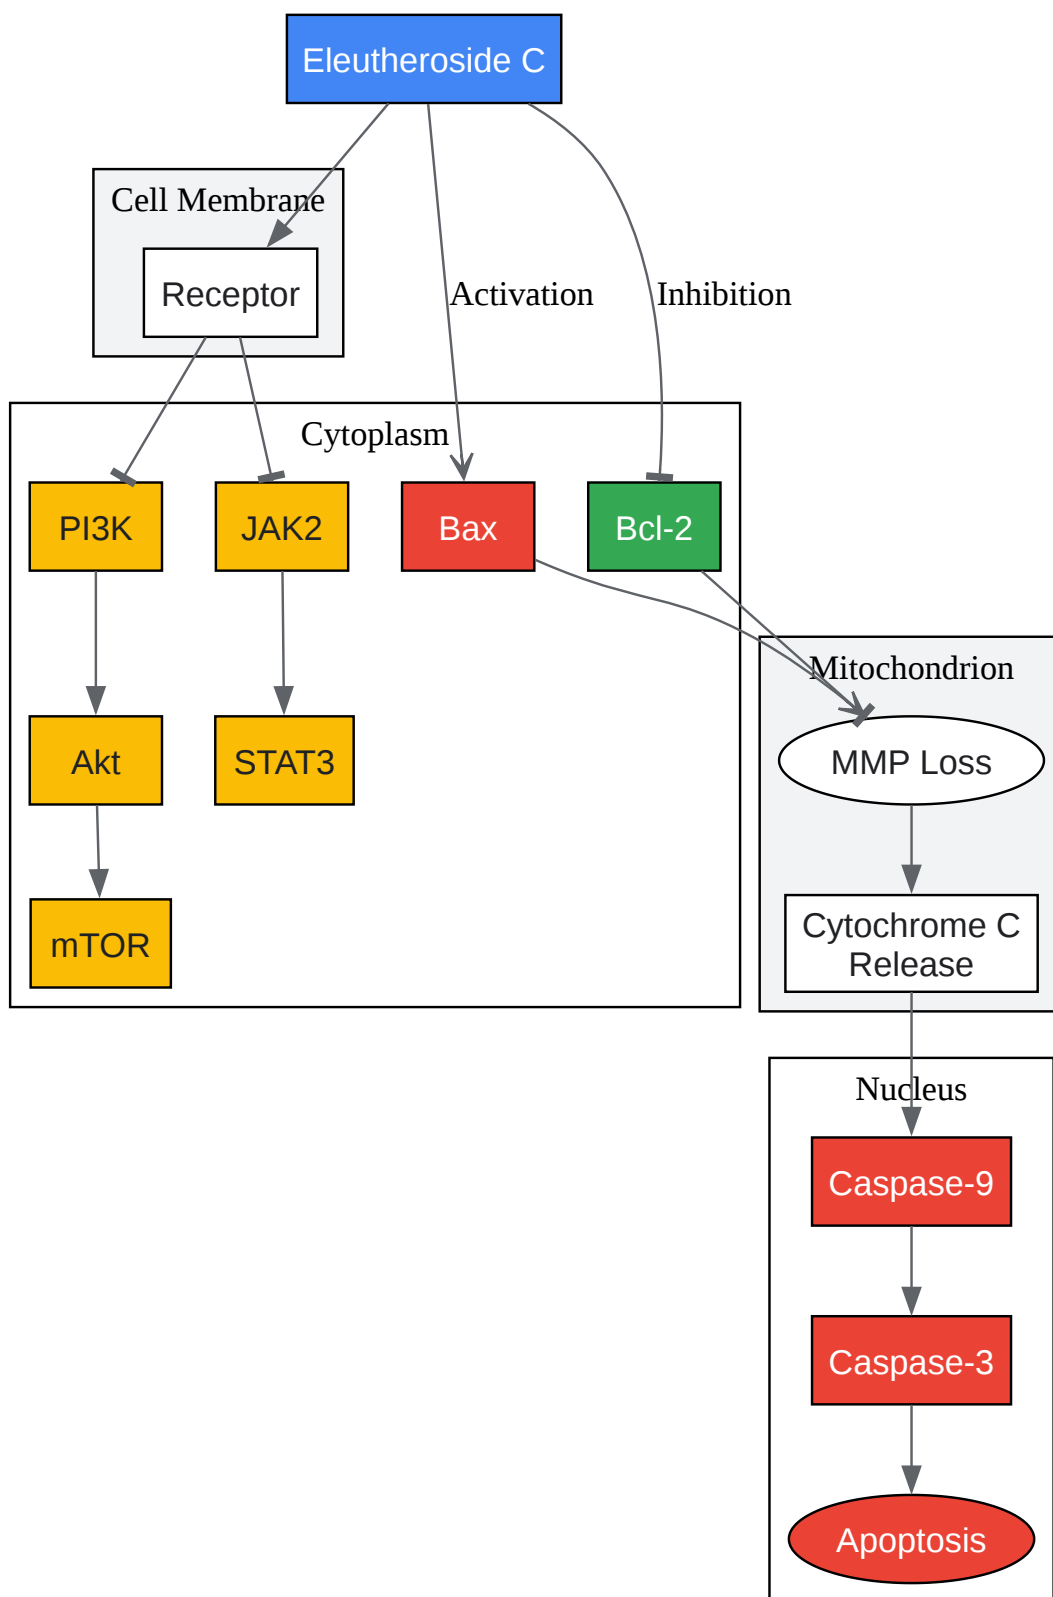 Eleutheroside C
Cell Membrane
Receptor
Activation
Inhibition
Cytoplasm
PI3K
JAK2
Bax
Bcl-2
Mitochondrion
Akt
STAT3
MMP Loss
mTOR
Cytochrome C
Release
Nucleus
Caspase-9
Caspase-3
Apoptosis